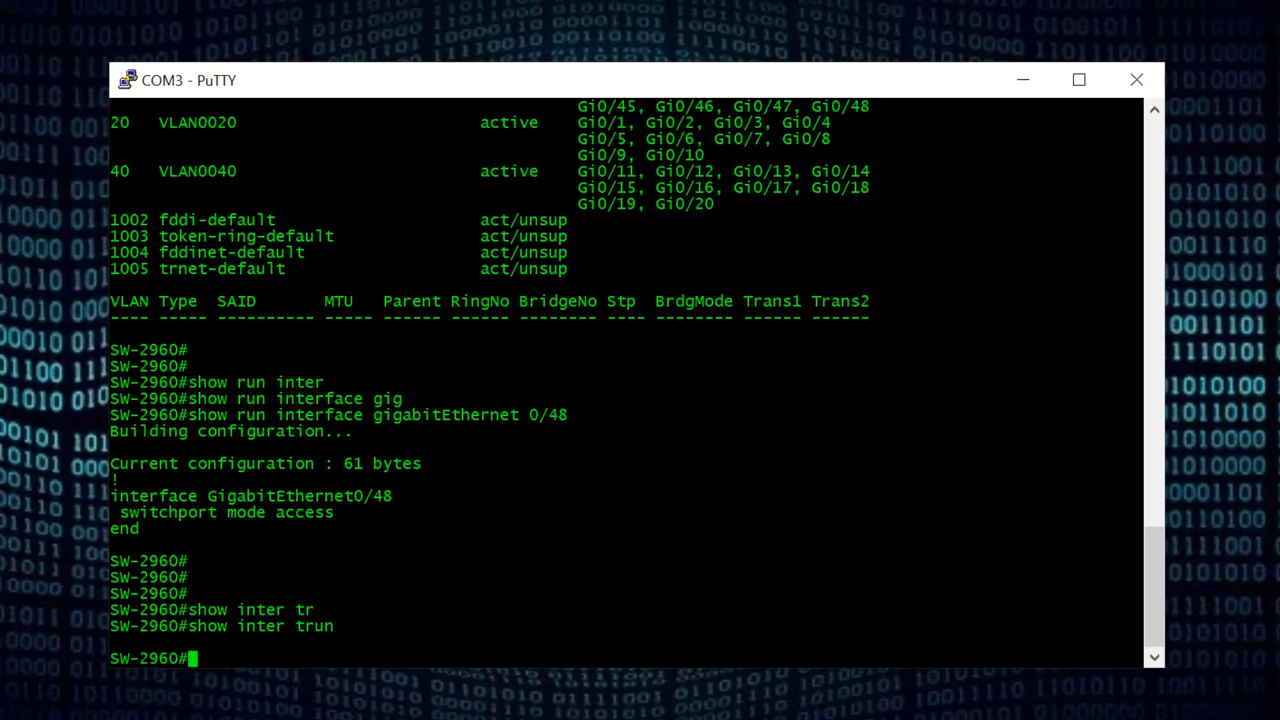 COM3 - PuTTY
Gi0/45, Gi0/46, Gi0/47, Gi0/48
20 VLAN0020 active Gi0/1, Gi0/2, Gi0/3, Gi0/4
Gi0/5, Gi0/6, Gi0/7, Gi0/8
Gi0/9, Gi0/10
40 VLAN0040 active Gi0/11, Gi0/12, Gi0/13, Gi0/14
Gi0/15, Gi0/16, Gi0/17, Gi0/18
Gi0/19, Gi0/20
1002 fddi-default act/unsup
1003 token-ring-default act/unsup
1004 fddinet-default act/unsup
1005 trnet-default act/unsup
VLAN Type SAID MTU Parent RingNo BridgeNo Stp BrdgMode Trans1 Trans2
---- ----- ---------- ----- ------ ------ -------- ---- -------- ------ ------
SW-2960#
SW-2960#
SW-2960#show run inter
SW-2960#show run interface gig
SW-2960#show run interface gigabitEthernet 0/48
Building configuration...
Current configuration : 61 bytes
!
interface GigabitEthernet0/48
switchport mode access
end
SW-2960#
SW-2960#
SW-2960#
SW-2960#show inter tr
SW-2960#show inter trun
SW-2960#